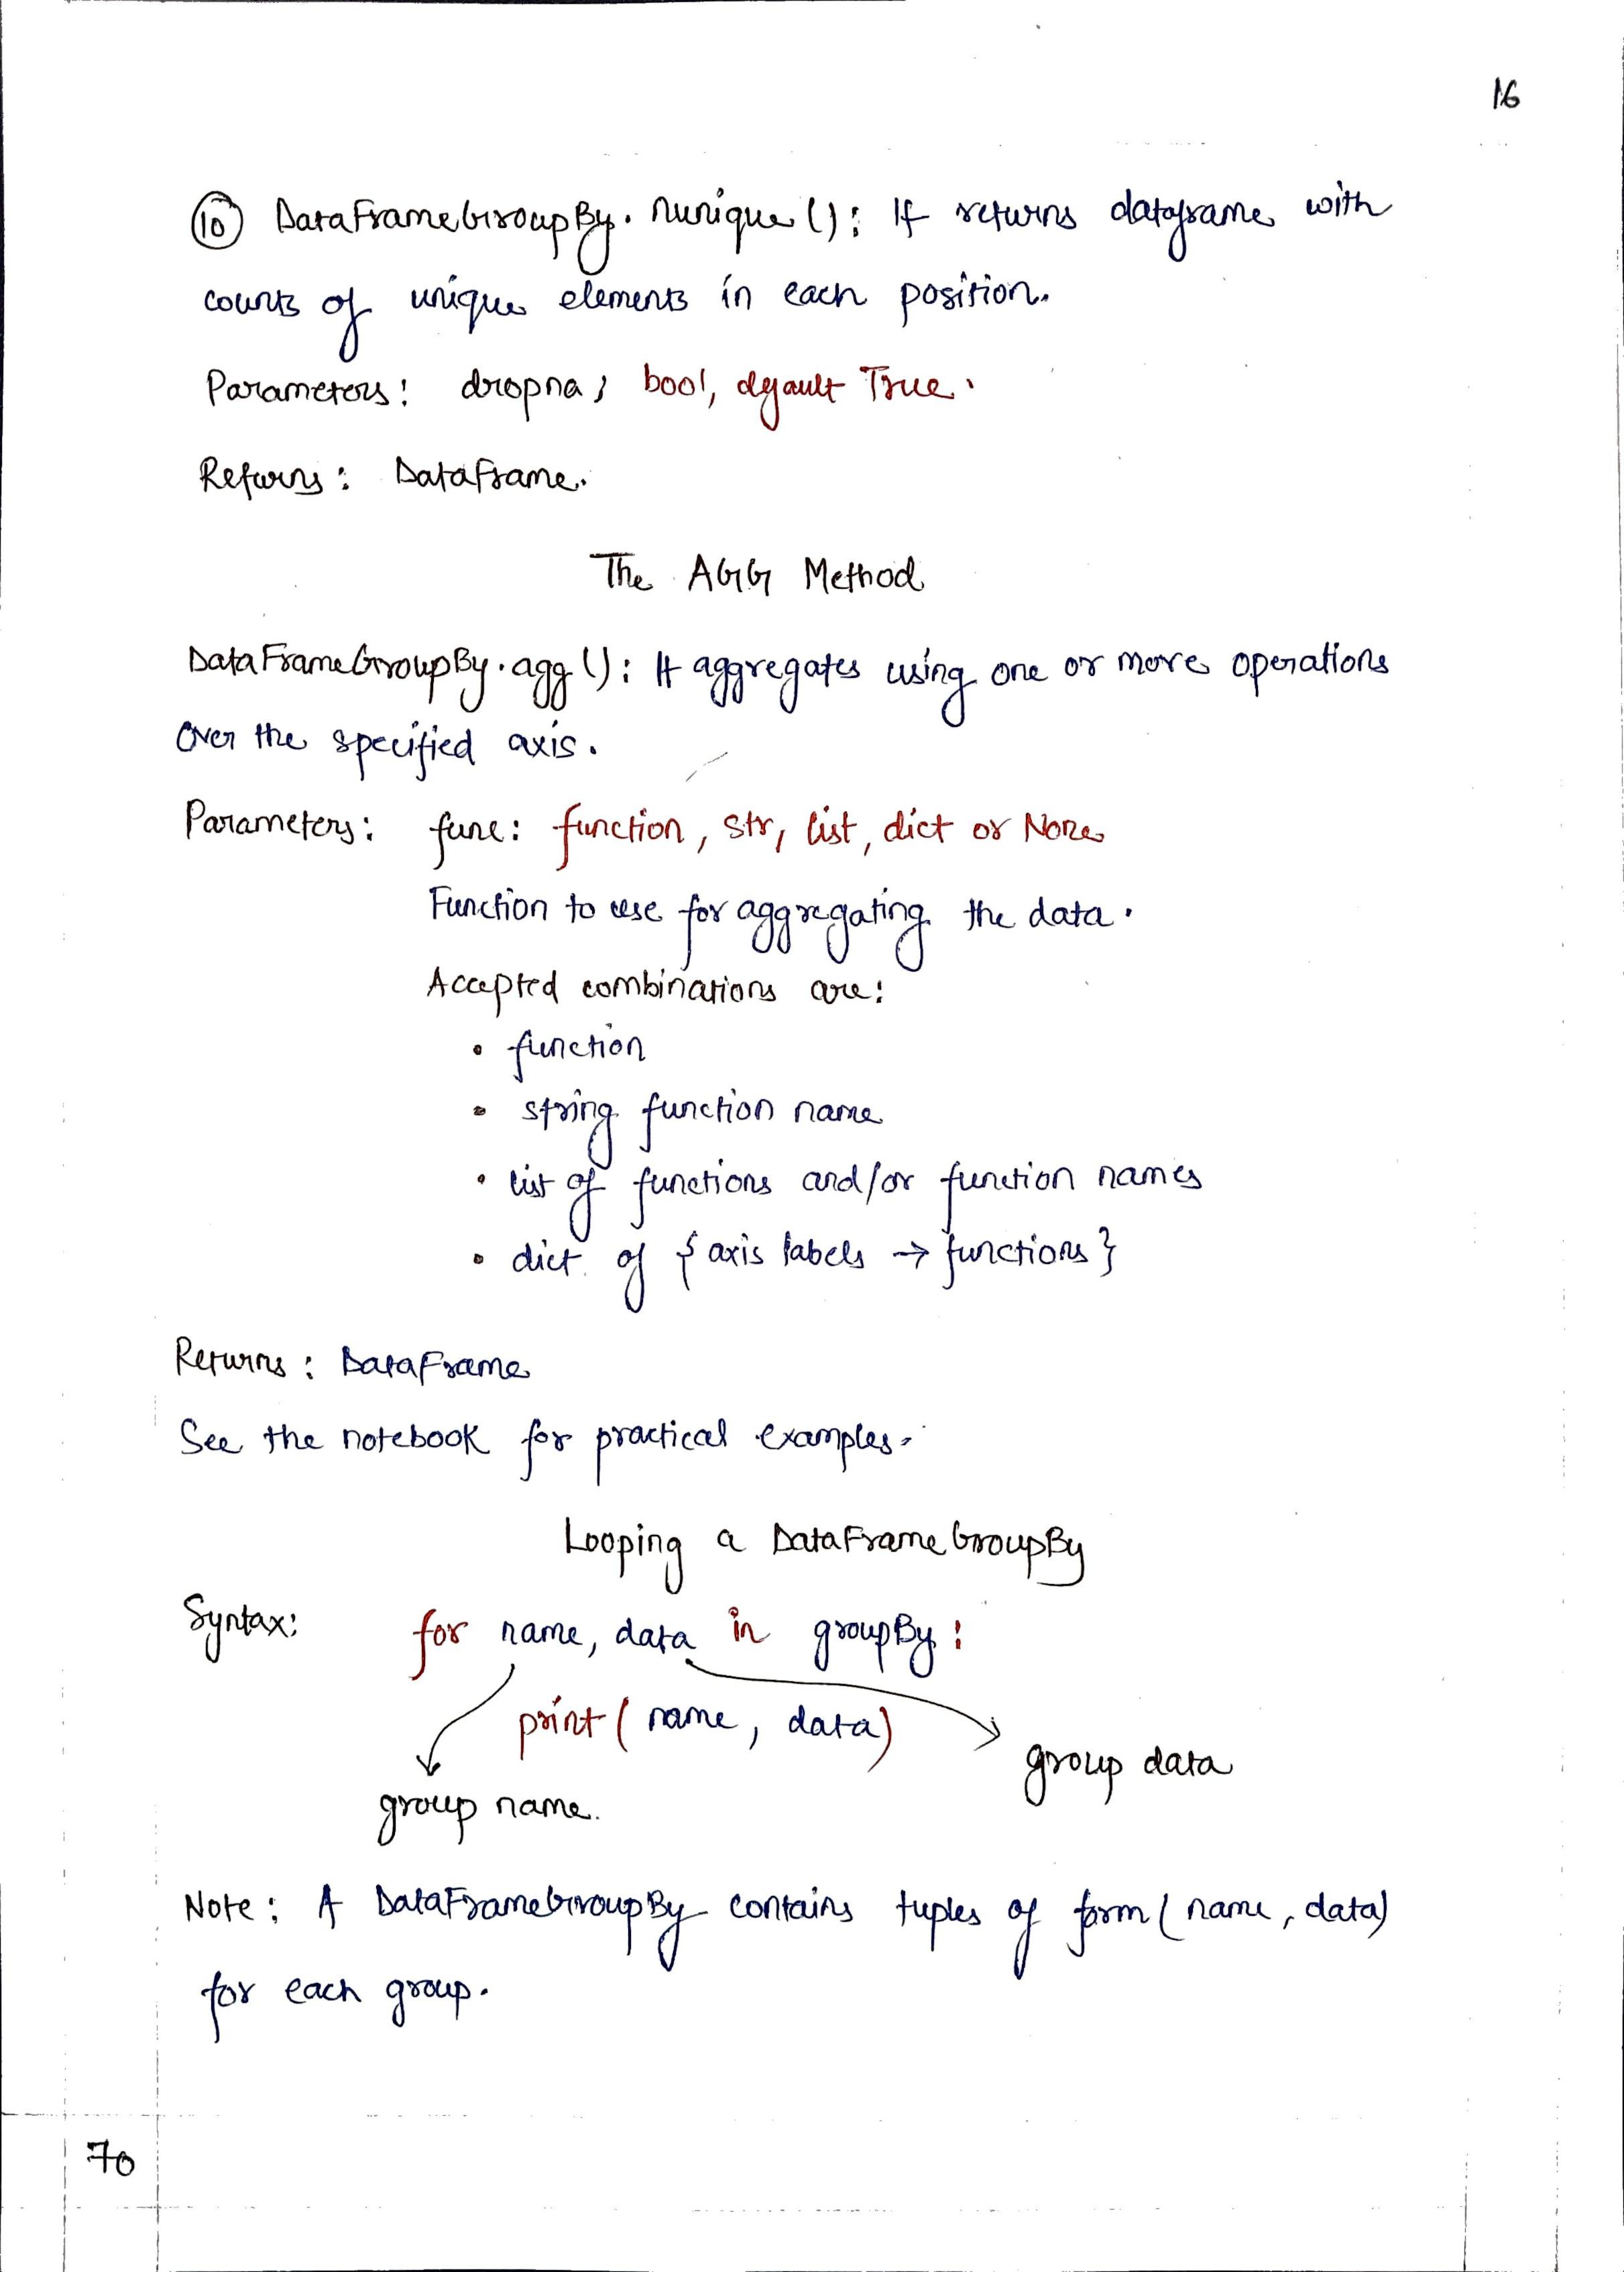 16
⑩ DataFrameGroupBy.nunique(): It returns dataframe with
counts of unique elements in each position.
Parameters: dropna; bool, default True.
Returns: DataFrame.
The AGG Method
DataFrameGroupBy.agg(): It aggregates using one or more operations
over the specified axis.
Parameters: func: function, str, list, dict or None
Function to use for aggregating the data.
Accepted combinations are:
• function
• string function name
• list of functions and/or function names
• dict. of {axis labels → functions}
Returns: DataFrame
See the notebook for practical examples.
Looping a DataFrameGroupBy
Syntax: for name, data in groupBy:
print(name, data)
group data
group name.
Note: A DataFrameGroupBy contains tuples of form (name, data)
for each group.
70